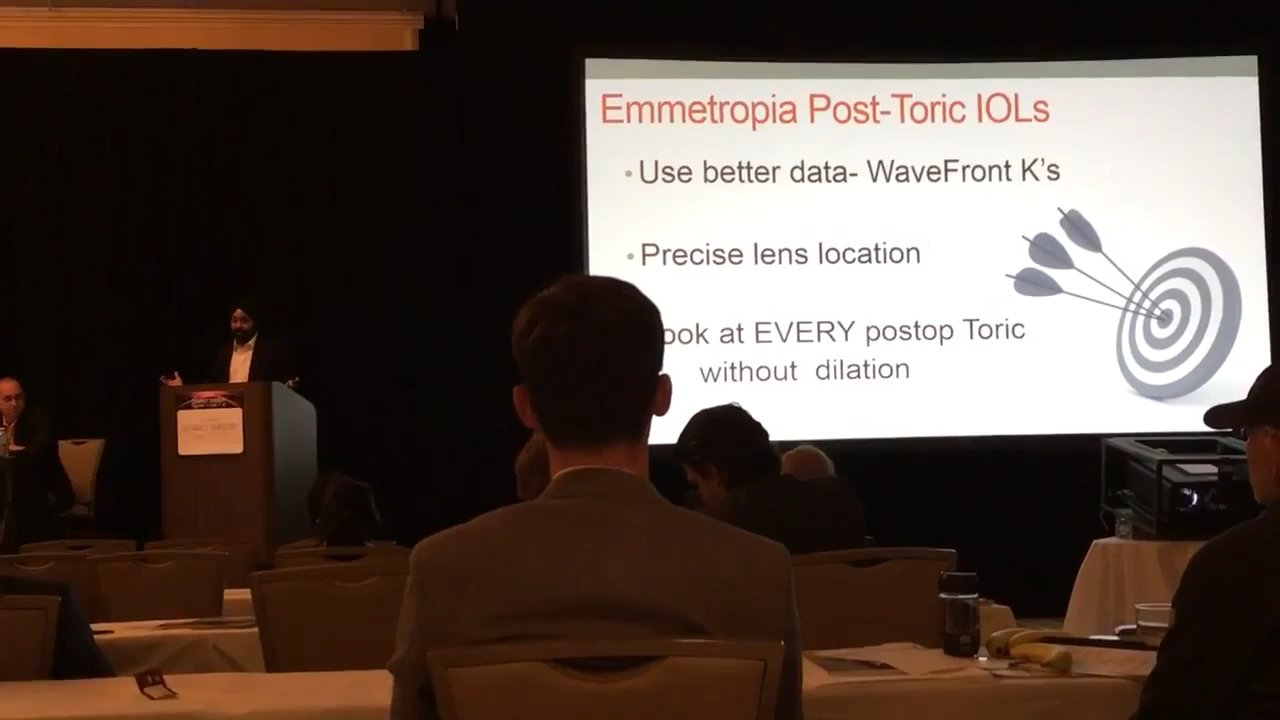 Emmetropia Post-Toric IOLs
• Use better data- WaveFront K's
• Precise lens location
ook at EVERY postop Toric
without dilation